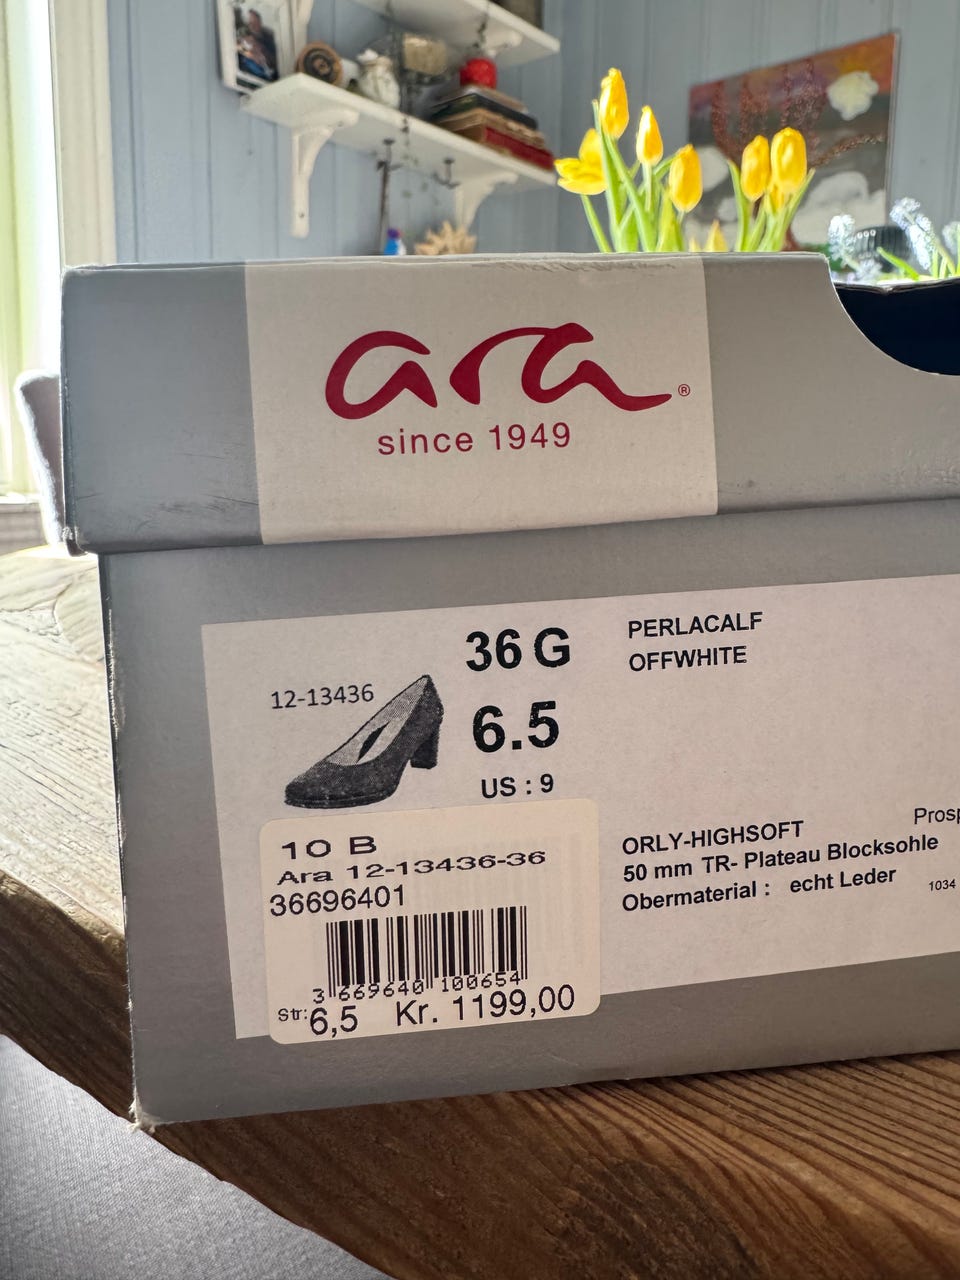 ara®
since 1949
36 G
PERLACALF
OFFWHITE
12-13436
6.5
US : 9
ORLY-HIGHSOFT
50 mm TR- Plateau Blocksohle
Obermaterial : echt Leder
Prosp
1034
10 B
Ara 12-13436-36
36696401
3 669640 100654
Str: 6,5 Kr. 1199,00